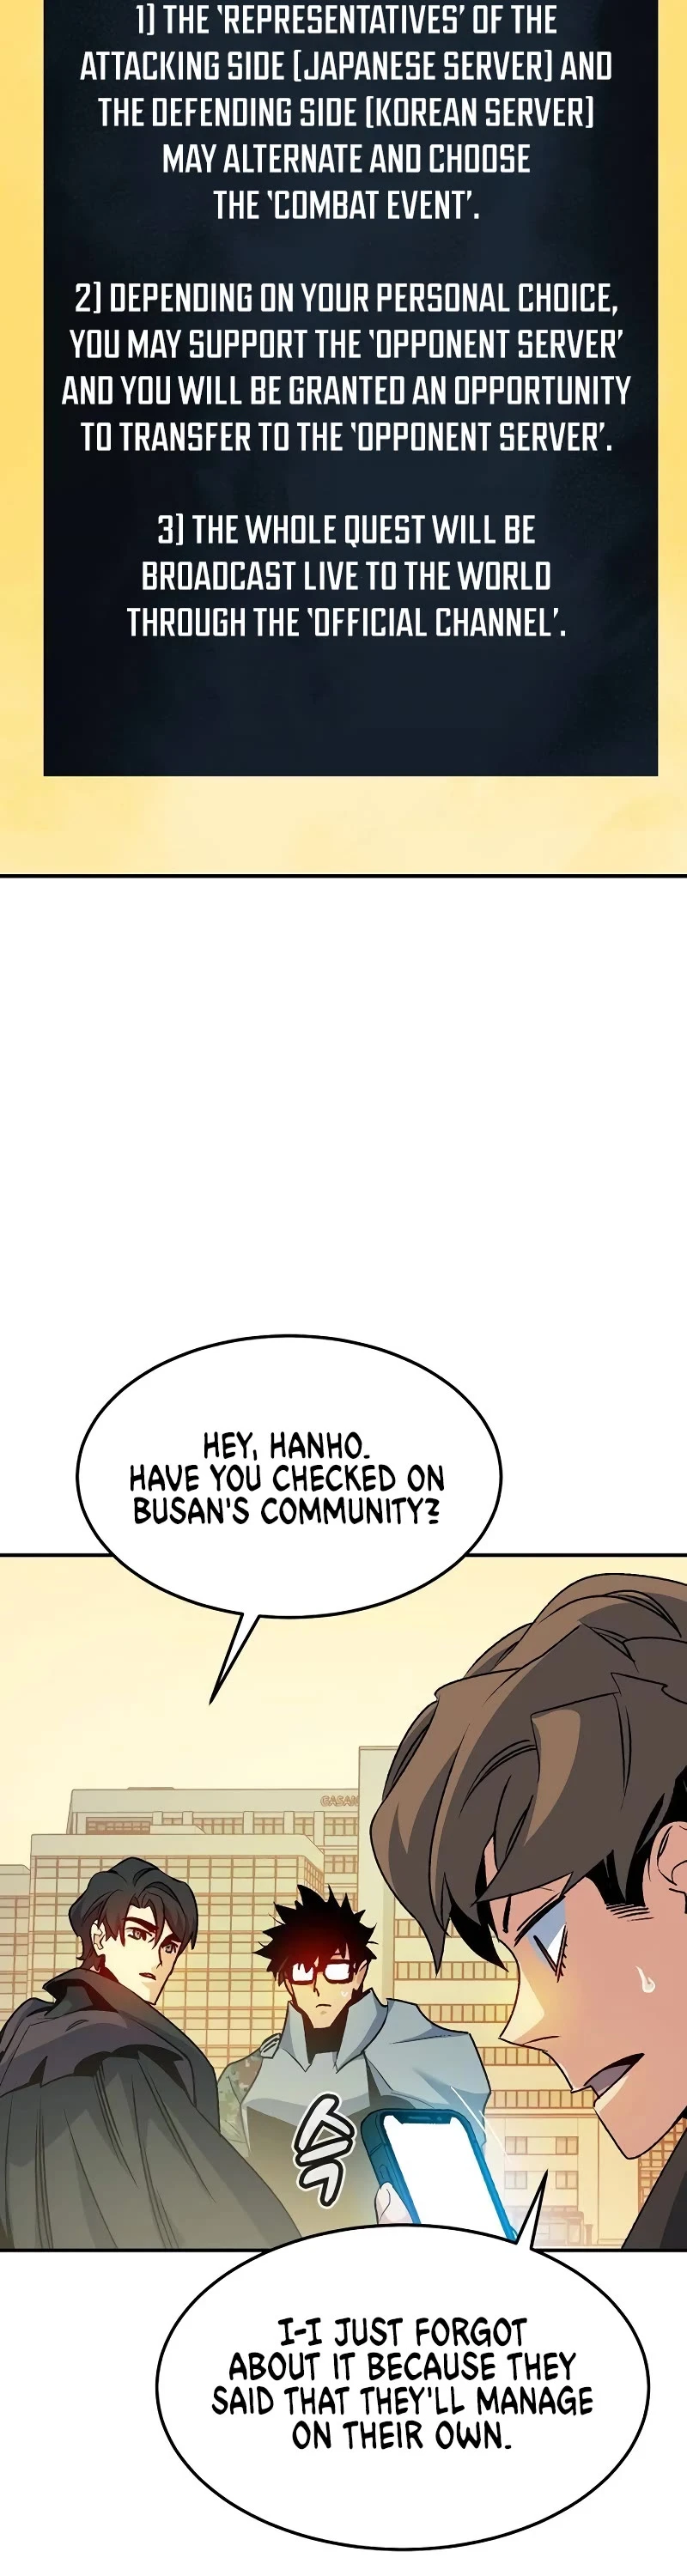 1] THE 'REPRESENTATIVES' OF THE
ATTACKING SIDE [JAPANESE SERVER] AND
THE DEFENDING SIDE [KOREAN SERVER]
MAY ALTERNATE AND CHOOSE
THE 'COMBAT EVENT'.
2] DEPENDING ON YOUR PERSONAL CHOICE,
YOU MAY SUPPORT THE 'OPPONENT SERVER'
AND YOU WILL BE GRANTED AN OPPORTUNITY
TO TRANSFER TO THE 'OPPONENT SERVER'.
3] THE WHOLE QUEST WILL BE
BROADCAST LIVE TO THE WORLD
THROUGH THE 'OFFICIAL CHANNEL'.
HEY, HANHO.
HAVE YOU CHECKED ON
BUSAN'S COMMUNITY?
GASAN
슥
I-I JUST FORGOT
ABOUT IT BECAUSE THEY
SAID THAT THEY'LL MANAGE
ON THEIR OWN.